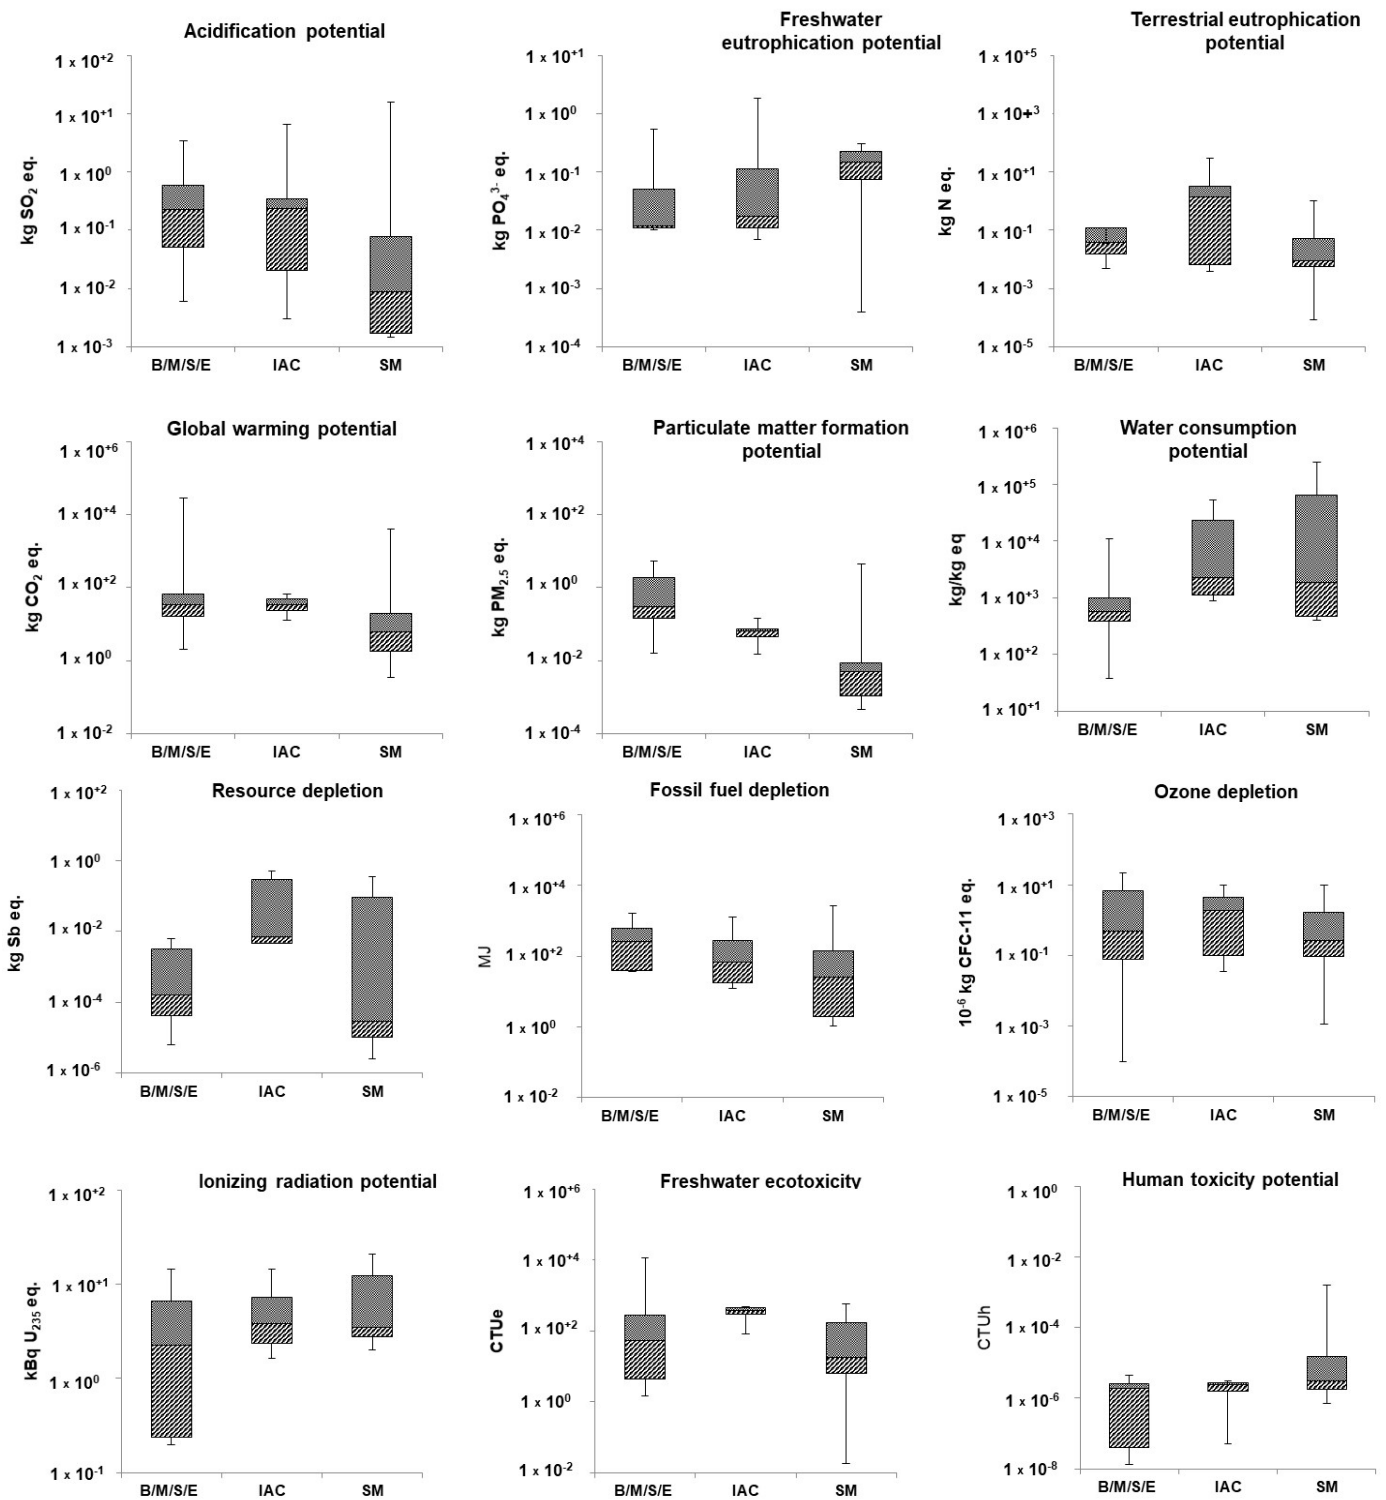 Acidification potential
1 x 10+2
1 x 10+1
1 x 100
1 x 10-1
1 x 10-2
1 x 10-3
kg SO2 eq.
B/M/S/E IAC SM
Freshwater
eutrophication potential
1 x 10+1
1 x 100
1 x 10-1
1 x 10-2
1 x 10-3
1 x 10-4
kg PO43- eq.
B/M/S/E IAC SM
Terrestrial eutrophication
potential
1 x 10+5
1 x 10+3
1 x 10+1
1 x 10-1
1 x 10-3
1 x 10-5
kg N eq.
B/M/S/E IAC SM
Global warming potential
1 x 10+6
1 x 10+4
1 x 10+2
1 x 100
1 x 10-2
kg CO2 eq.
B/M/S/E IAC SM
Particulate matter formation
potential
1 x 10+4
1 x 10+2
1 x 100
1 x 10-2
1 x 10-4
kg PM2.5 eq.
B/M/S/E IAC SM
Water consumption
potential
1 x 10+6
1 x 10+5
1 x 10+4
1 x 10+3
1 x 10+2
1 x 10+1
kg/kg eq
B/M/S/E IAC SM
Resource depletion
1 x 10+2
1 x 100
1 x 10-2
1 x 10-4
1 x 10-6
kg Sb eq.
B/M/S/E IAC SM
Fossil fuel depletion
1 x 10+6
1 x 10+4
1 x 10+2
1 x 100
1 x 10-2
MJ
B/M/S/E IAC SM
Ozone depletion
1 x 10+3
1 x 10+1
1 x 10-1
1 x 10-3
1 x 10-5
10-6 kg CFC-11 eq.
B/M/S/E IAC SM
Ionizing radiation potential
1 x 10+2
1 x 10+1
1 x 100
1 x 10-1
kBq U235 eq.
B/M/S/E IAC SM
Freshwater ecotoxicity
1 x 10+6
1 x 10+4
1 x 10+2
1 x 100
1 x 10-2
CTUe
B/M/S/E IAC SM
Human toxicity potential
1 x 100
1 x 10-2
1 x 10-4
1 x 10-6
1 x 10-8
CTUh
B/M/S/E IAC SM